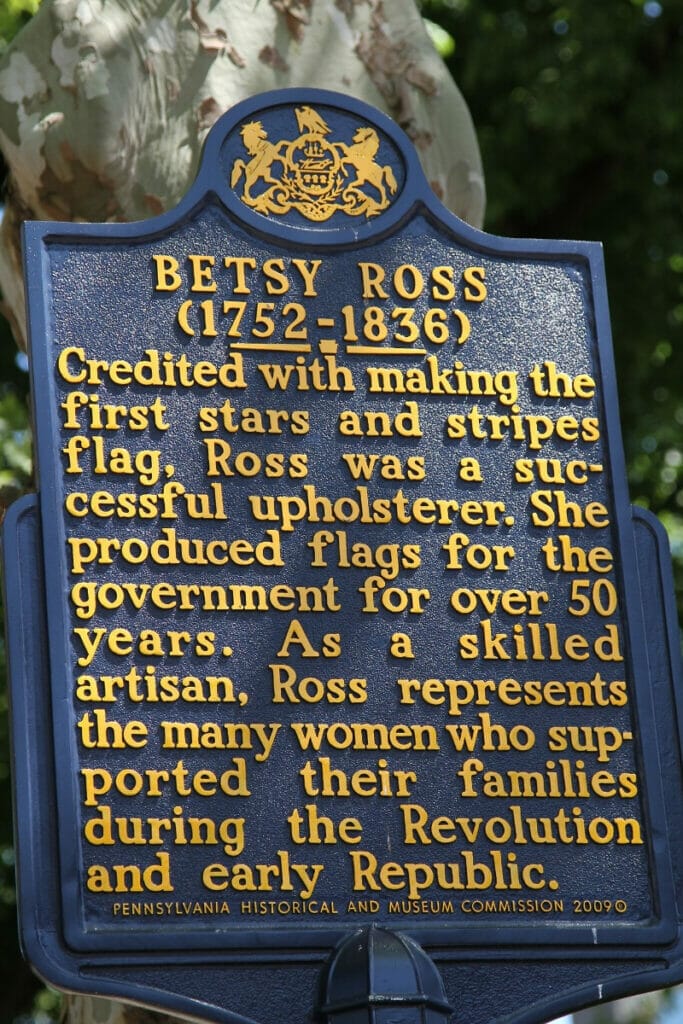 BETSY ROSS
(1752-1836)
Credited with making the
first stars and stripes
flag, Ross was a suc-
cessful upholsterer. She
produced flags for the
government for over 50
years. As a skilled
artisan, Ross represents
the many women who sup-
ported their families
during the Revolution
and early Republic.
PENNSYLVANIA HISTORICAL AND MUSEUM COMMISSION 2009©